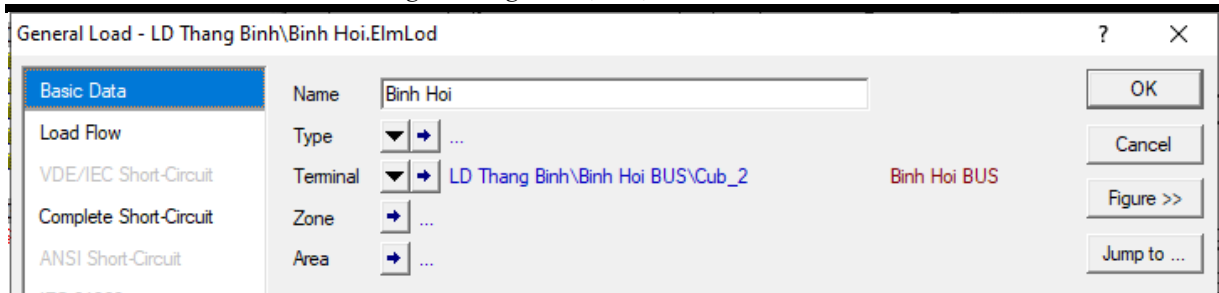 General Load - LD Thang Binh\Binh Hoi.ElmLod ? X
Basic Data
Load Flow
VDE/IEC Short-Circuit
Complete Short-Circuit
ANSI Short-Circuit
Name Binh Hoi
Type ...
Terminal LD Thang Binh\Binh Hoi BUS\Cub_2 Binh Hoi BUS
Zone ...
Area ...
OK
Cancel
Figure >>
Jump to ...